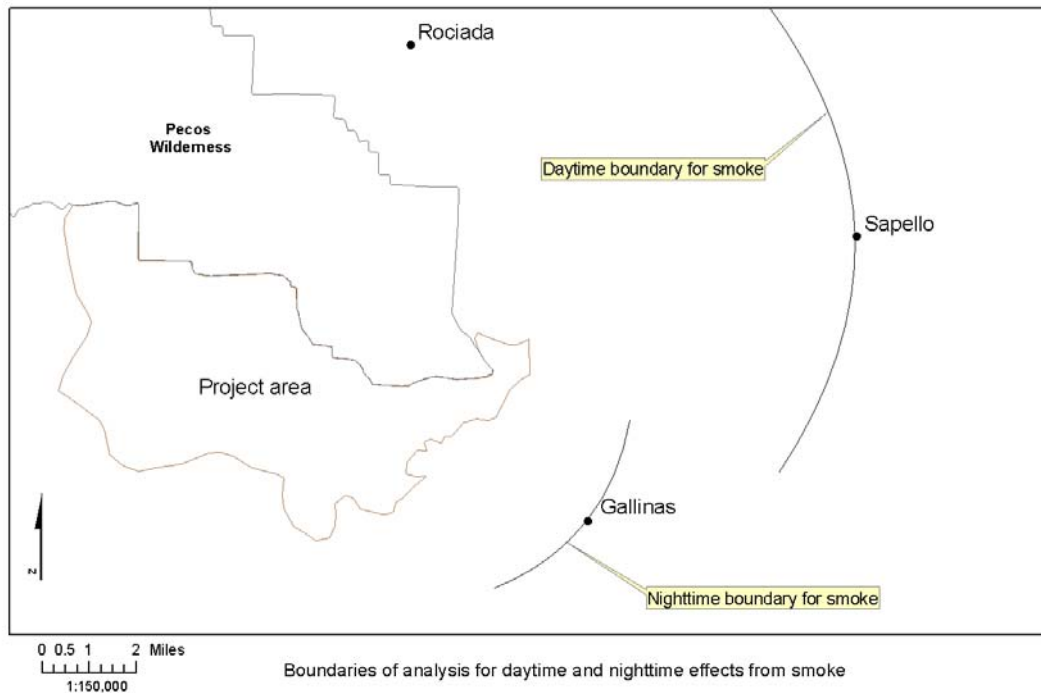 Rociada
Pecos
Wilderness
Daytime boundary for smoke
Sapello
Project area
Gallinas
Nighttime boundary for smoke
z
0 0.5 1 2 Miles
1:150,000
Boundaries of analysis for daytime and nighttime effects from smoke